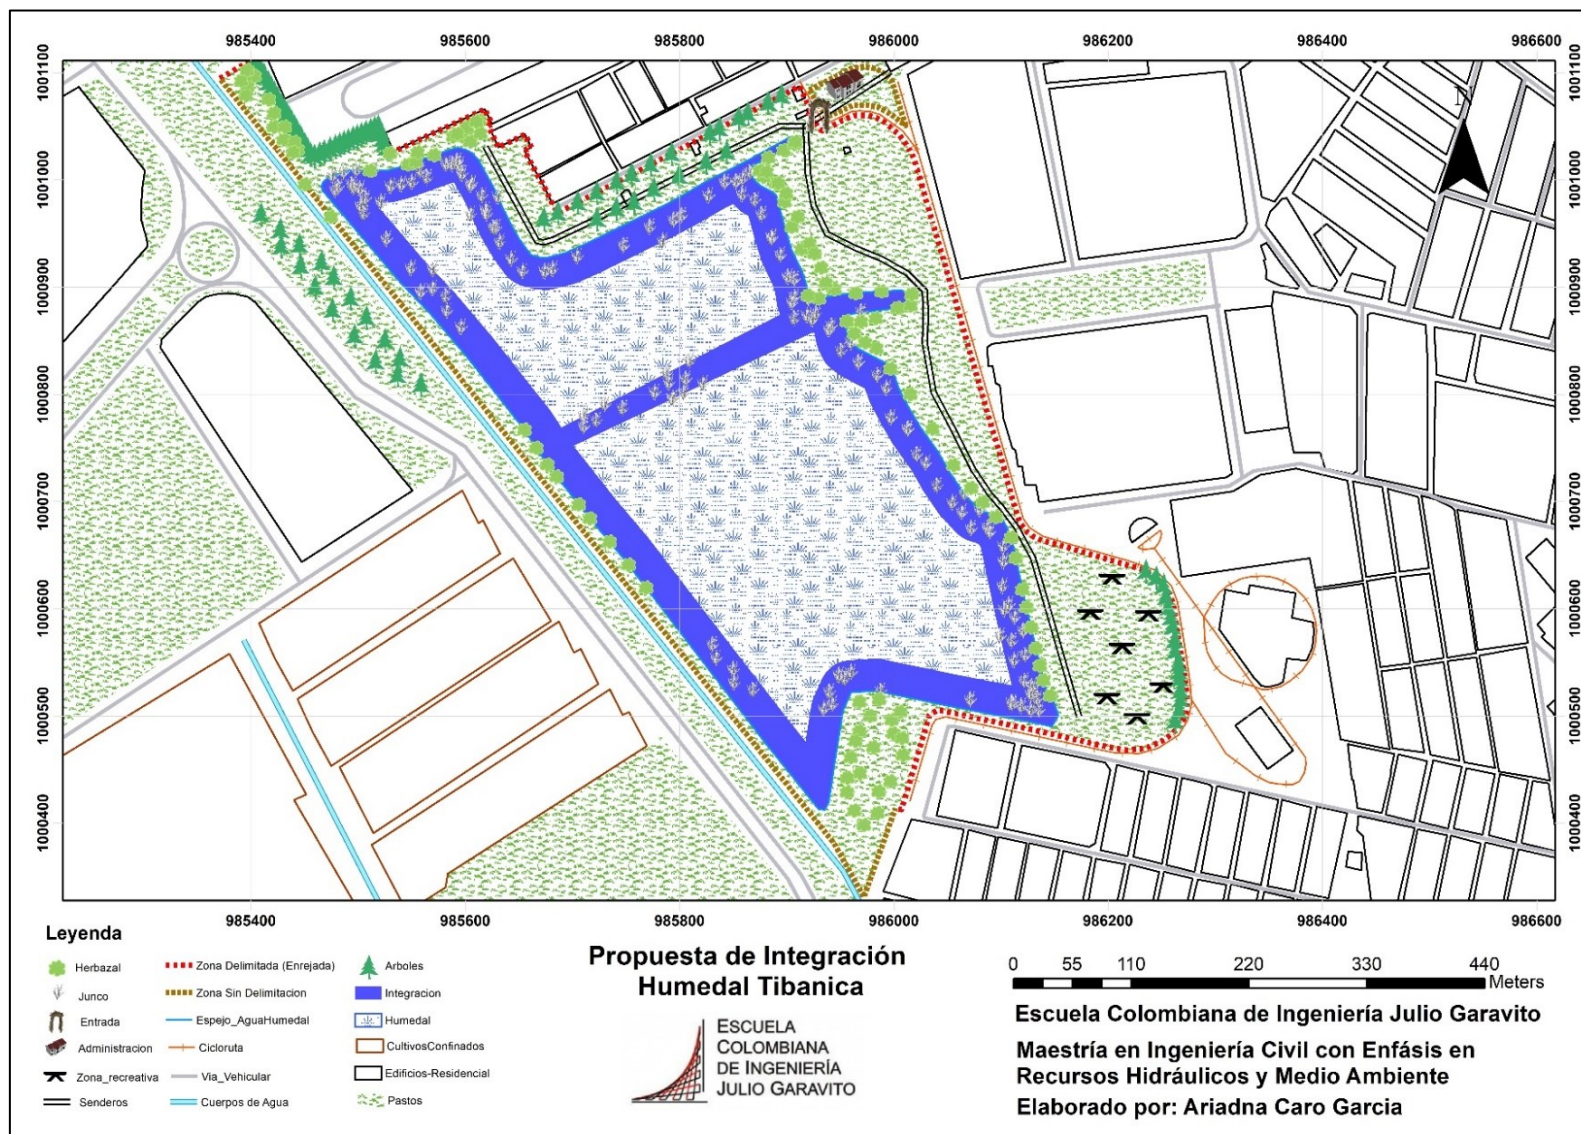 985400 985600 985800 986000 986200 986400 986600
1001100 1001100
1001000 1001000
1000900 1000900
1000800 1000800
1000700 1000700
1000600 1000600
1000500 1000500
1000400 1000400
985400 985600 985800 986000 986200 986400 986600
Leyenda
Herbazal
Junco
Entrada
Administracion
Zona_recreativa
Senderos
Zona Delimitada (Enrejada)
Zona Sin Delimitacion
Espejo_AguaHumedal
Cicloruta
Via_Vehicular
Cuerpos de Agua
Arboles
Integracion
Humedal
CultivosConfinados
Edificios-Residencial
Pastos
Propuesta de Integración
Humedal Tibanica
ESCUELA
COLOMBIANA
DE INGENIERÍA
JULIO GARAVITO
0 55 110 220 330 440
Meters
Escuela Colombiana de Ingeniería Julio Garavito
Maestría en Ingeniería Civil con Enfásis en
Recursos Hidráulicos y Medio Ambiente
Elaborado por: Ariadna Caro Garcia